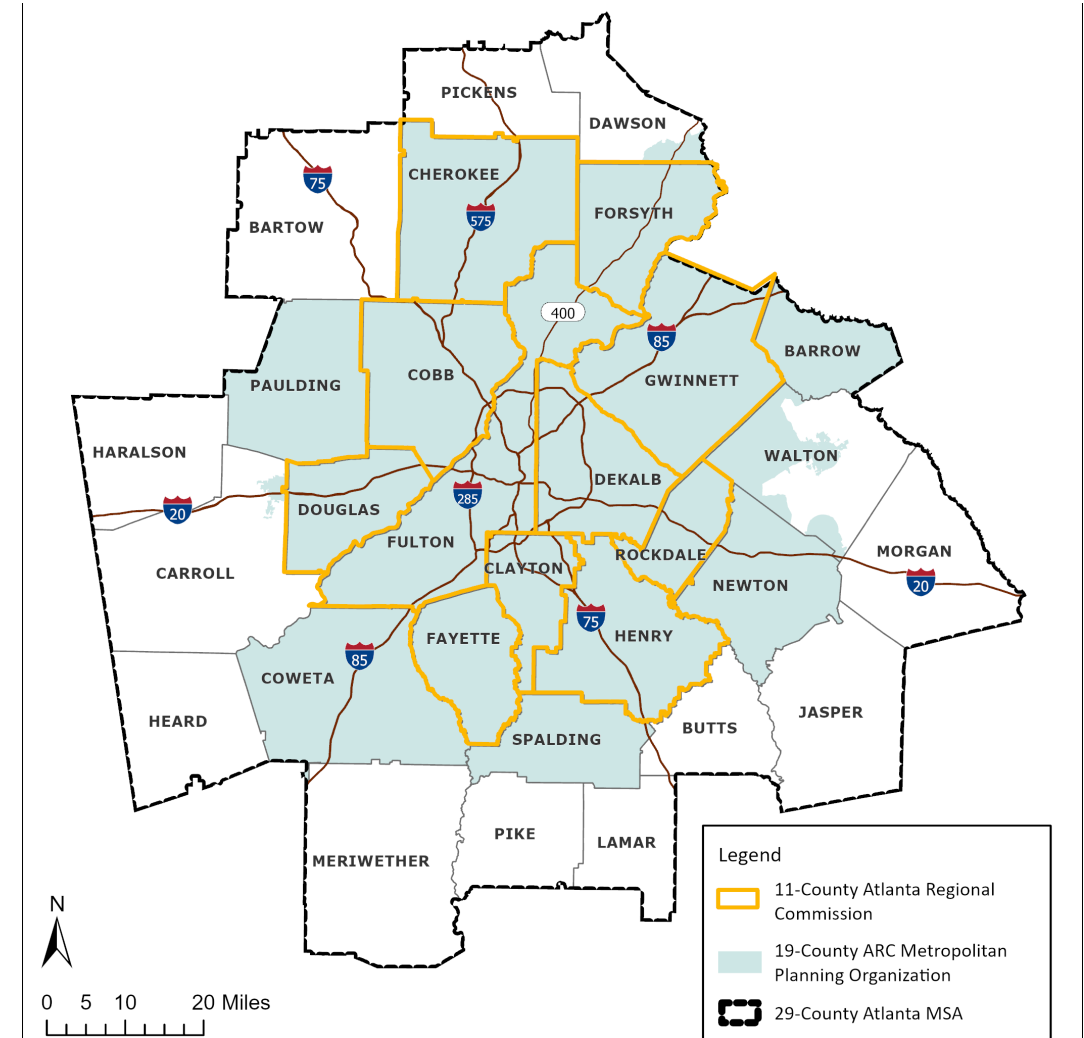 PICKENS
DAWSON
CHEROKEE
75
575
FORSYTH
BARTOW
400
85
BARROW
PAULDING
COBB
GWINNETT
HARALSON
WALTON
DEKALB
285
20
DOUGLAS
FULTON
ROCKDALE
MORGAN
CARROLL
CLAYTON
NEWTON
20
75
FAYETTE
HENRY
85
COWETA
HEARD
JASPER
BUTTS
SPALDING
PIKE
LAMAR
MERIWETHER
Legend
11-County Atlanta Regional
Commission
19-County ARC Metropolitan
Planning Organization
29-County Atlanta MSA
N
0 5 10 20 Miles